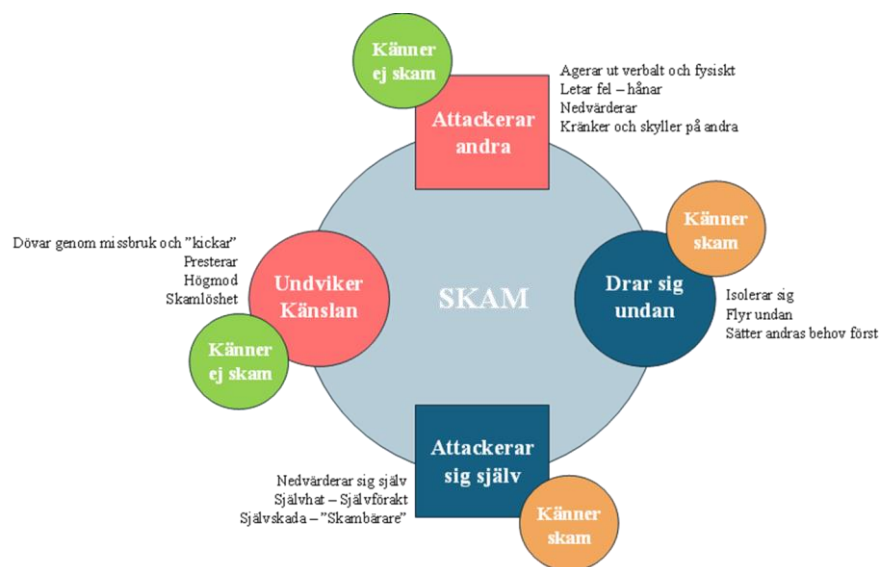 Känner
ej skam
Attackerar
andra
Agerar ut verbalt och fysiskt
Letar fel – hånar
Nedvärderar
Kränker och skyller på andra
Känner
skam
Drar sig
undan
Isolerar sig
Flyr undan
Sätter andras behov först
SKAM
Dövar genom missbruk och ”kickar”
Presterar
Högmod
Skamlöshet
Undviker
Känslan
Känner
ej skam
Attackerar
sig själv
Nedvärderar sig själv
Självhat – Självförakt
Självskada – ”Skambärare”
Känner
skam